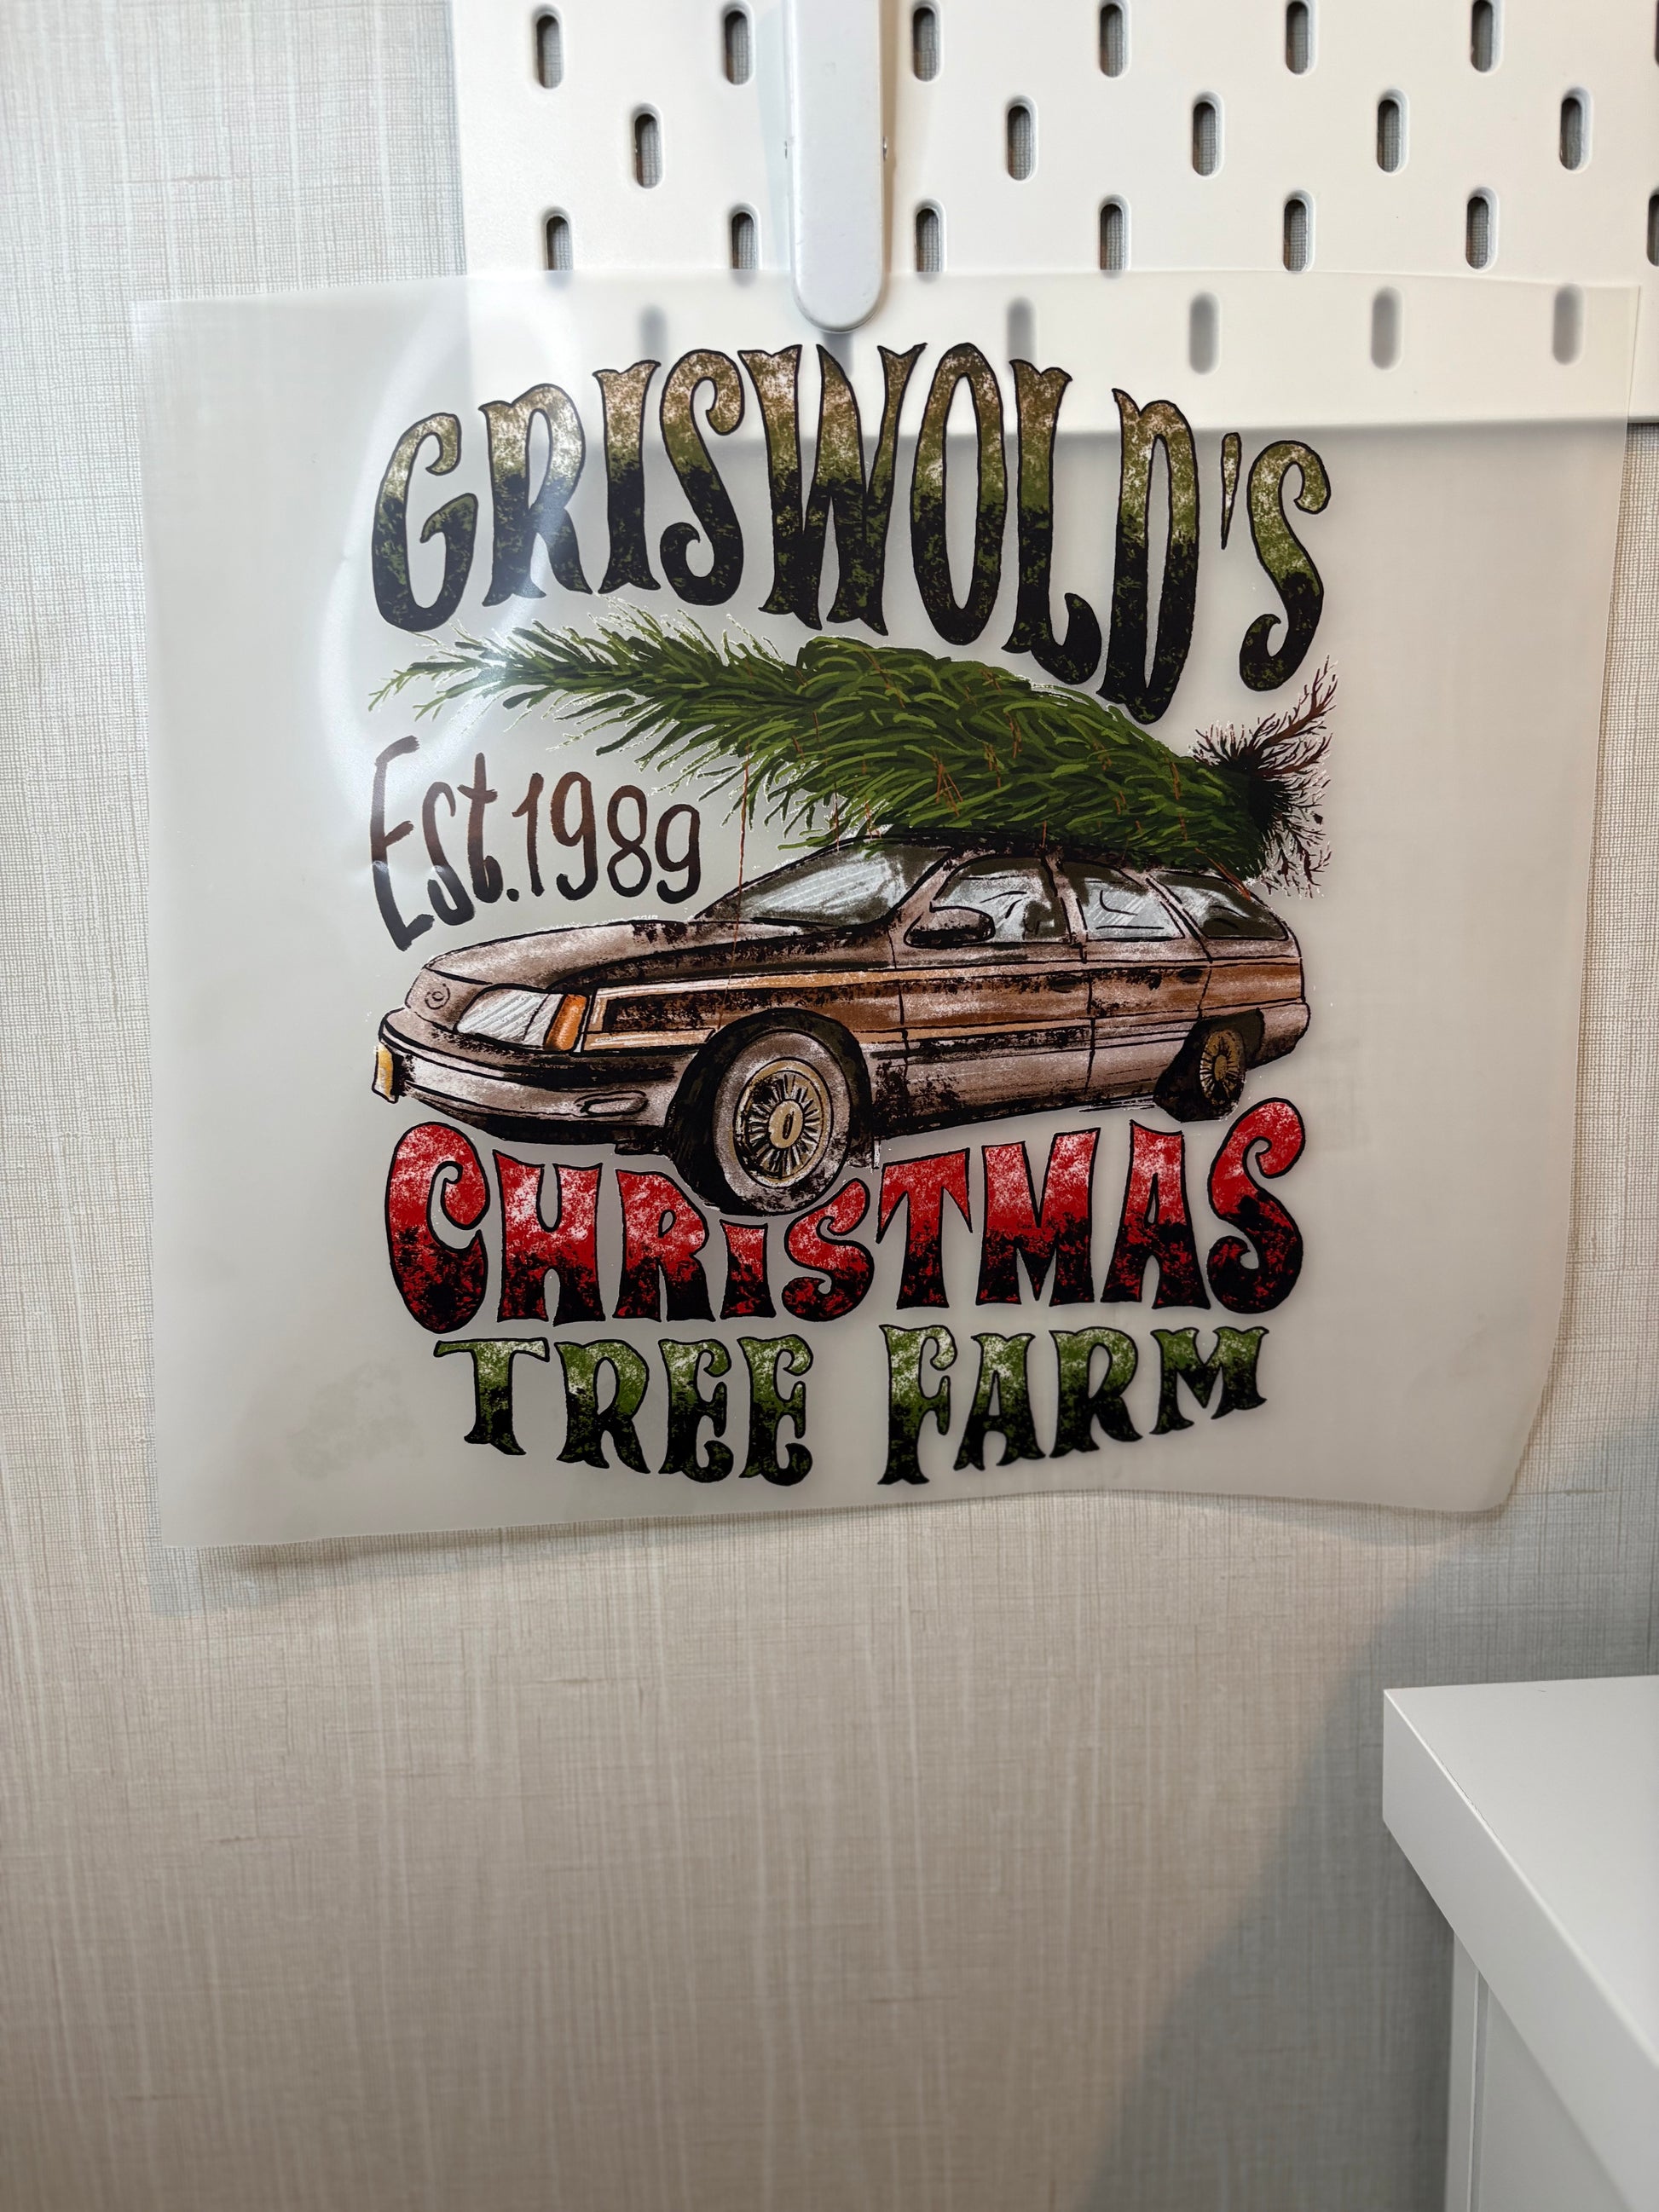 GRISWOLD'S
Est. 1989
CHRiSTMAS
TREE FARM